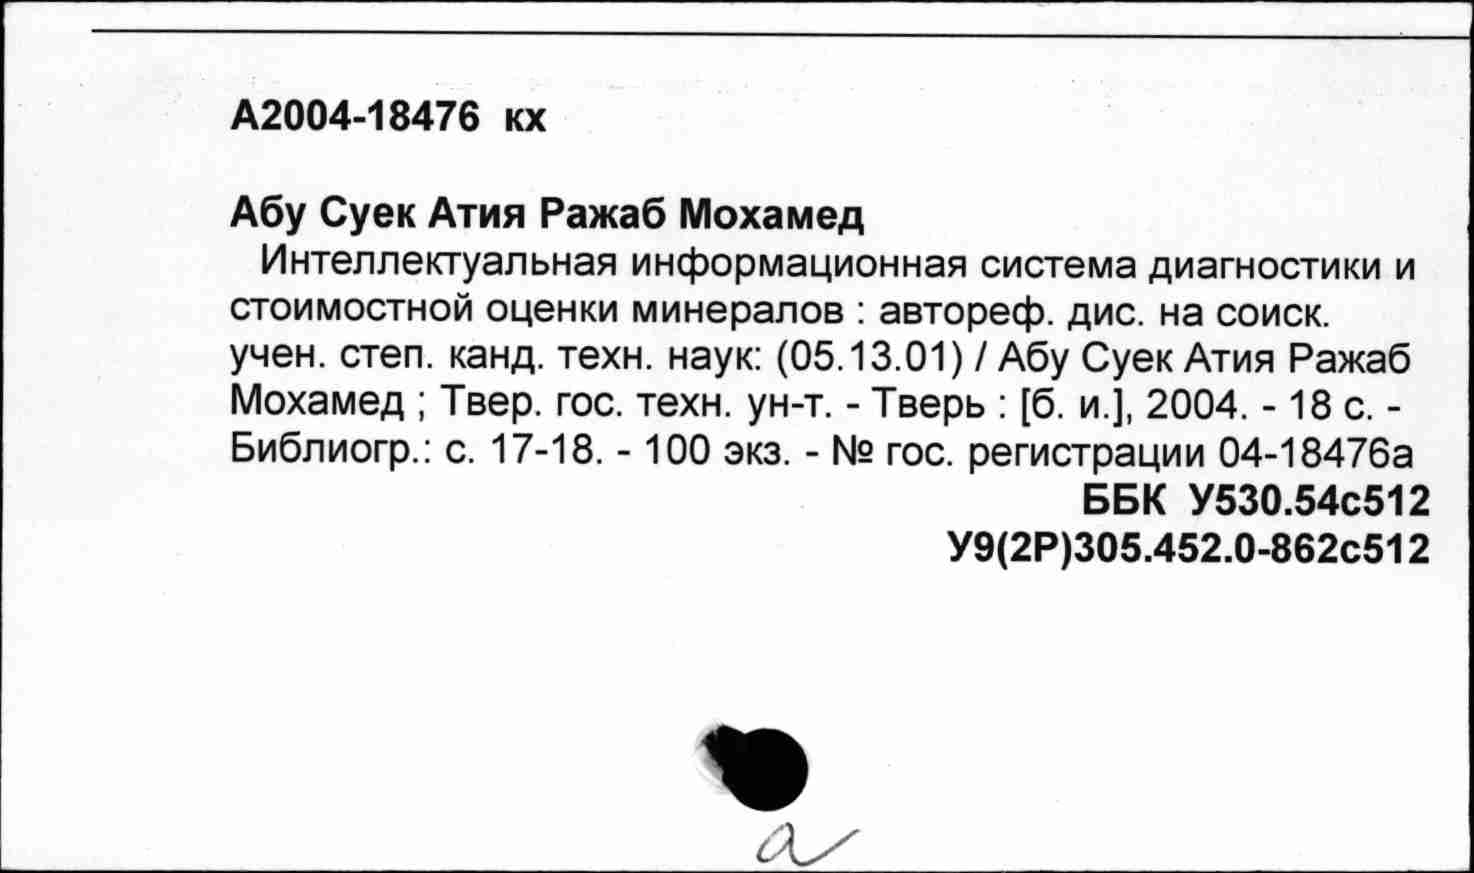 А2004-18476 кх
Абу Суек Атия Ражаб Мохамед
Интеллектуальная информационная система диагностики и
стоимостной оценки минералов : автореф. дис. на соиск.
учен. степ. канд. техн. наук: (05.13.01) / Абу Суек Атия Ражаб
Мохамед ; Твер. гос. техн. ун-т. - Тверь : [б. и.], 2004. - 18 с. -
Библиогр.: с. 17-18. - 100 экз. - № гос. регистрации 04-18476а
ББК У530.54с512
У9(2Р)305.452.0-862с512
а